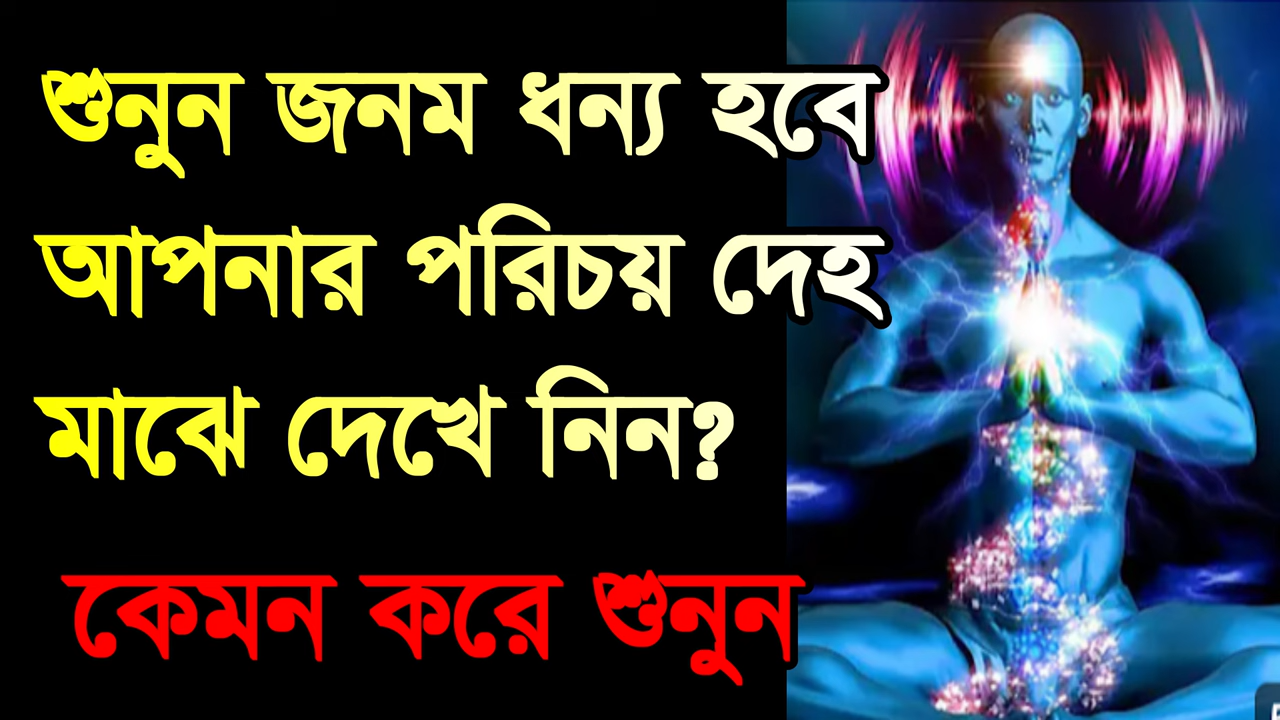 শুনুন জনম ধন্য হবে
আপনার পরিচয় দেহ
মাঝে দেখে নিন?
কেমন করে শুনুন